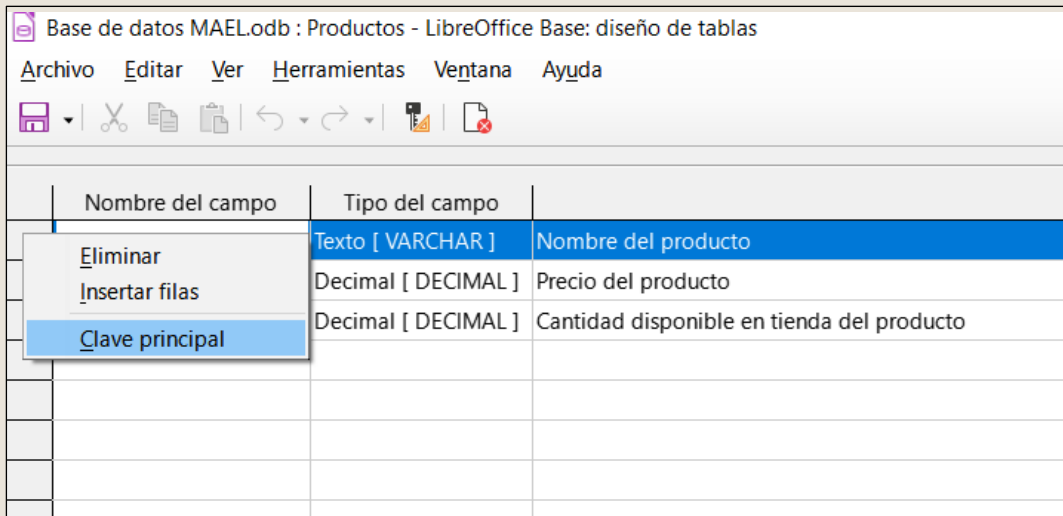 Base de datos MAEL.odb : Productos - LibreOffice Base: diseño de tablas
Archivo Editar Ver Herramientas Ventana Ayuda
Nombre del campo Tipo del campo
Texto [ VARCHAR ] Nombre del producto
Eliminar
Decimal [ DECIMAL ] Precio del producto
Insertar filas
Decimal [ DECIMAL ] Cantidad disponible en tienda del producto
Clave principal